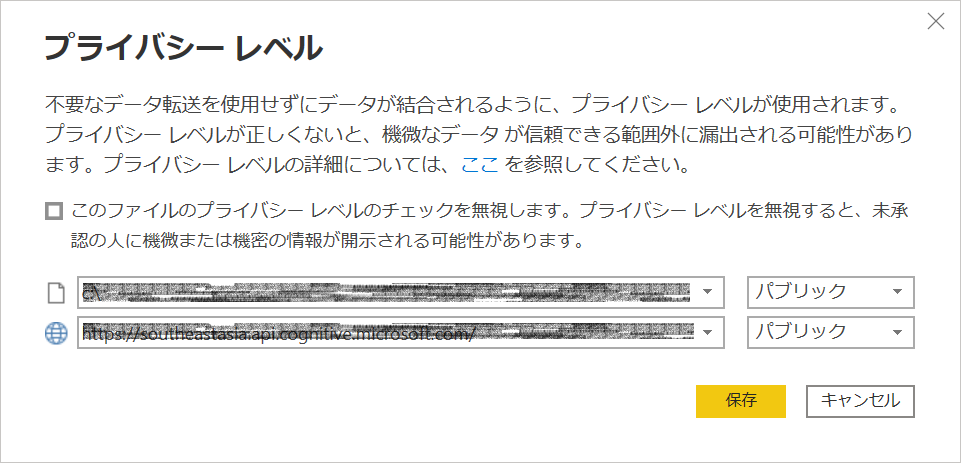 プライバシー レベル
不要なデータ転送を使用せずにデータが結合されるように、プライバシー レベルが使用されます。
プライバシー レベルが正しくないと、機微なデータ が信頼できる範囲外に漏出される可能性があり
ます。プライバシー レベルの詳細については、ここ を参照してください。
このファイルのプライバシー レベルのチェックを無視します。プライバシー レベルを無視すると、未承
認の人に機微または機密の情報が開示される可能性があります。
c:\ パブリック
https://southeastasia.api.cognitive.microsoft.com/ パブリック
保存 キャンセル